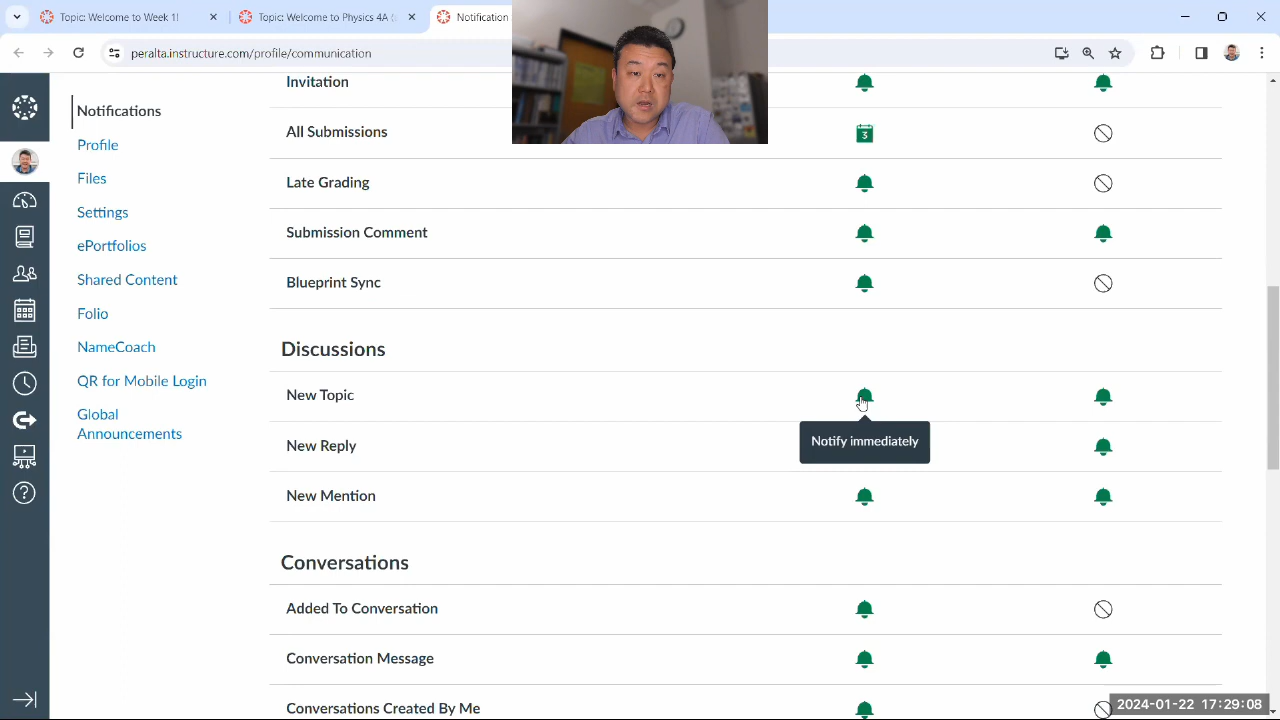 Topic: Welcome to Week 1!
Topic: Welcome to Physics 4A
Notification
peralta.instructure.com/profile/communication
Notifications
Profile
Files
Settings
ePortfolios
Shared Content
Folio
NameCoach
QR for Mobile Login
Global
Announcements
Invitation
All Submissions
3
Late Grading
Submission Comment
Blueprint Sync
Discussions
New Topic
Notify immediately
New Reply
New Mention
Conversations
Added To Conversation
Conversation Message
Conversations Created By Me
2024-01-22 17:29:08